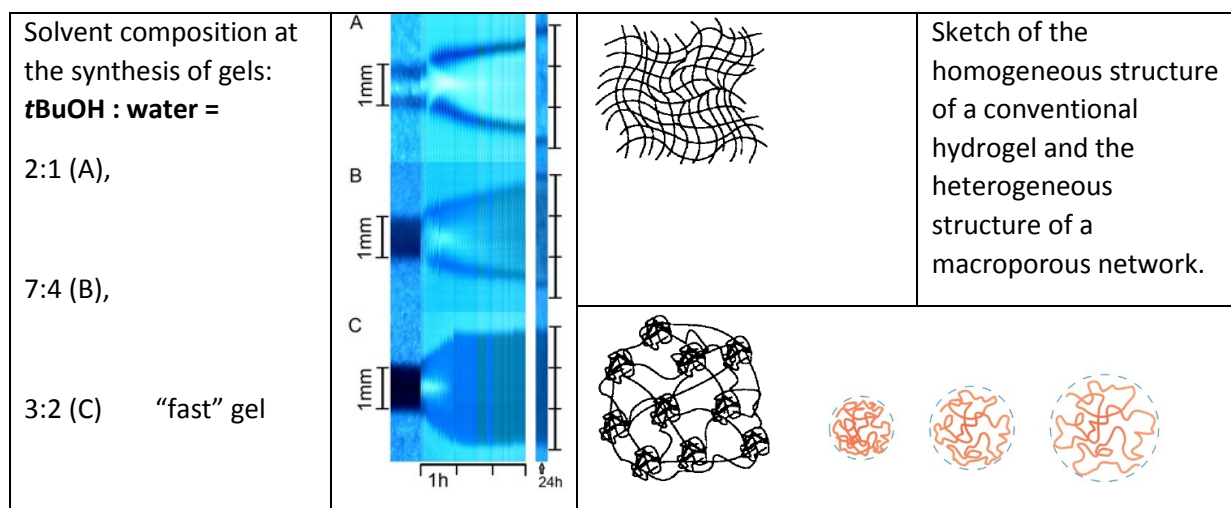 Solvent composition at
the synthesis of gels:
tBuOH : water =
2:1 (A),
7:4 (B),
3:2 (C) “fast” gel
A
1mm
B
1mm
C
1mm
1h
24h
Sketch of the
homogeneous structure
of a conventional
hydrogel and the
heterogeneous
structure of a
macroporous network.